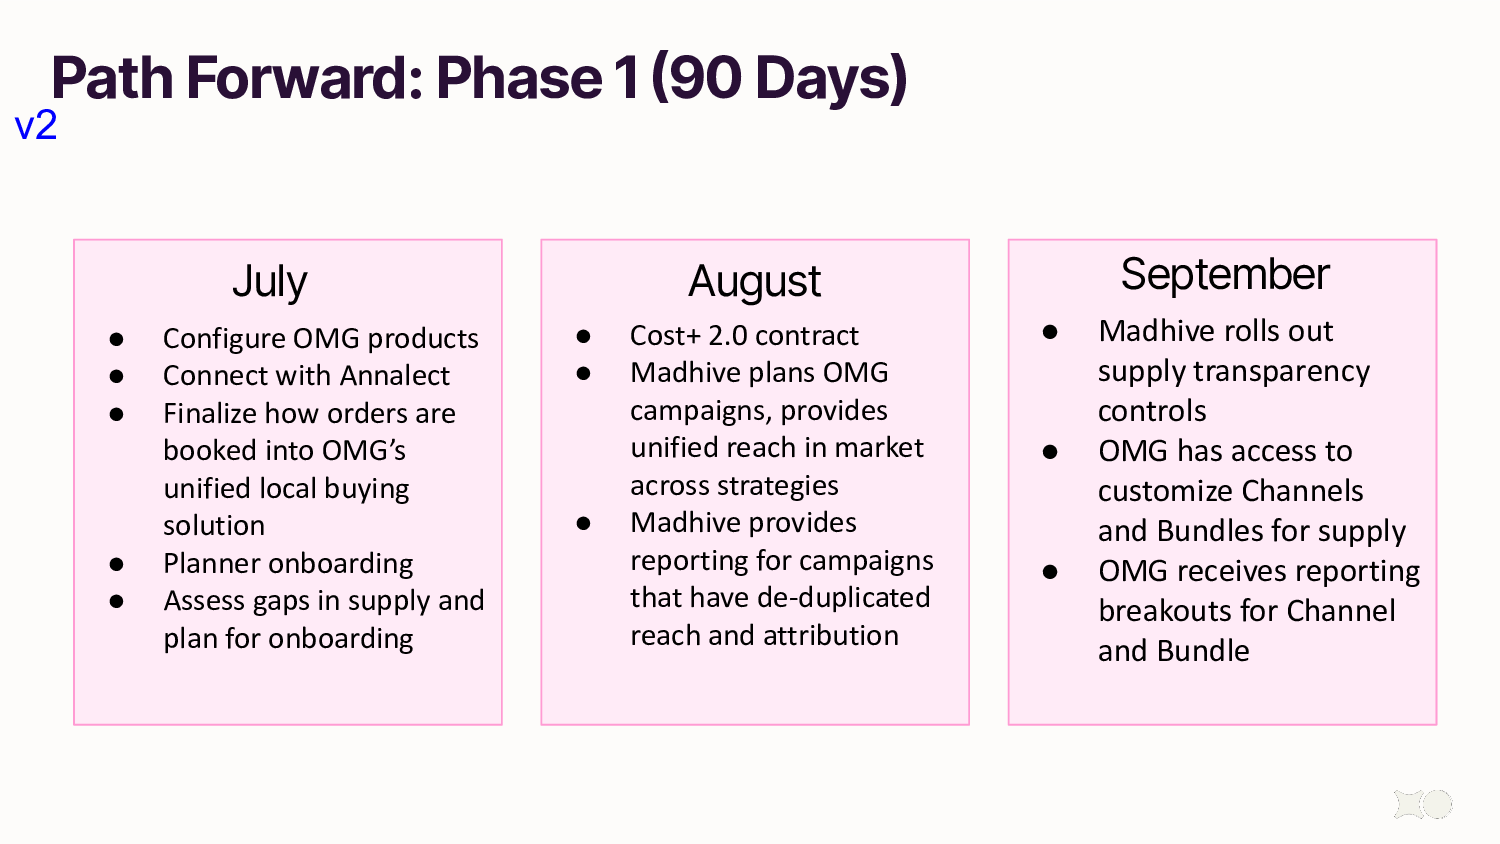 Path Forward: Phase 1 (90 Days)
v2
July
● Configure OMG products
● Connect with Annalect
● Finalize how orders are
booked into OMG’s
unified local buying
solution
● Planner onboarding
● Assess gaps in supply and
plan for onboarding
August
● Cost+ 2.0 contract
● Madhive plans OMG
campaigns, provides
unified reach in market
across strategies
● Madhive provides
reporting for campaigns
that have de-duplicated
reach and attribution
September
● Madhive rolls out
supply transparency
controls
● OMG has access to
customize Channels
and Bundles for supply
● OMG receives reporting
breakouts for Channel
and Bundle